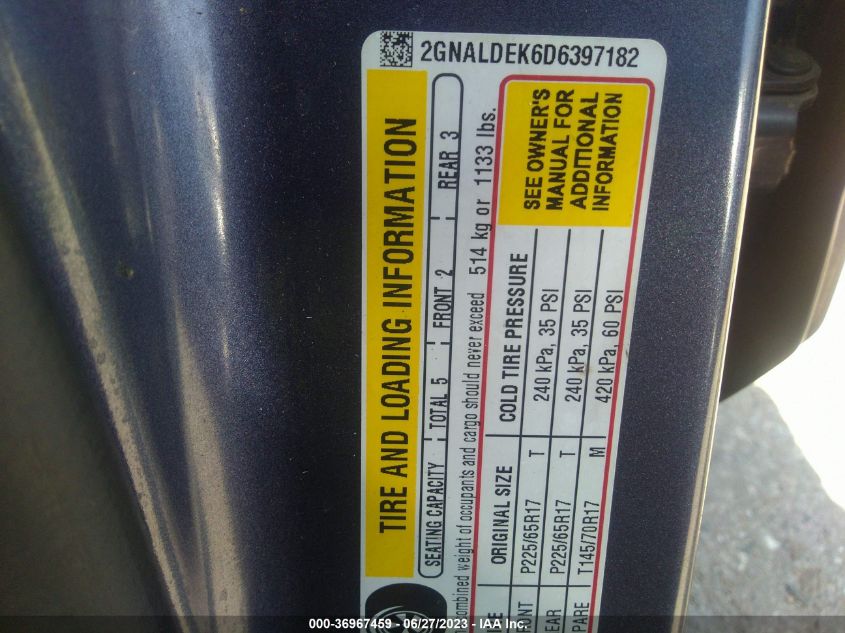 2GNALDEK6D6397182
TIRE AND LOADING INFORMATION
SEATING CAPACITY TOTAL 5 FRONT 2 REAR 3
combined weight of occupants and cargo should never exceed 514 kg or 1133 lbs.
ORIGINAL SIZE COLD TIRE PRESSURE
P225/65R17 T 240 kPa, 35 PSI
P225/65R17 T 240 kPa, 35 PSI
T145/70R17 M 420 kPa, 60 PSI
SEE OWNER'S
MANUAL FOR
ADDITIONAL
INFORMATION
000-36967459 - 06/27/2023 - IAA Inc.